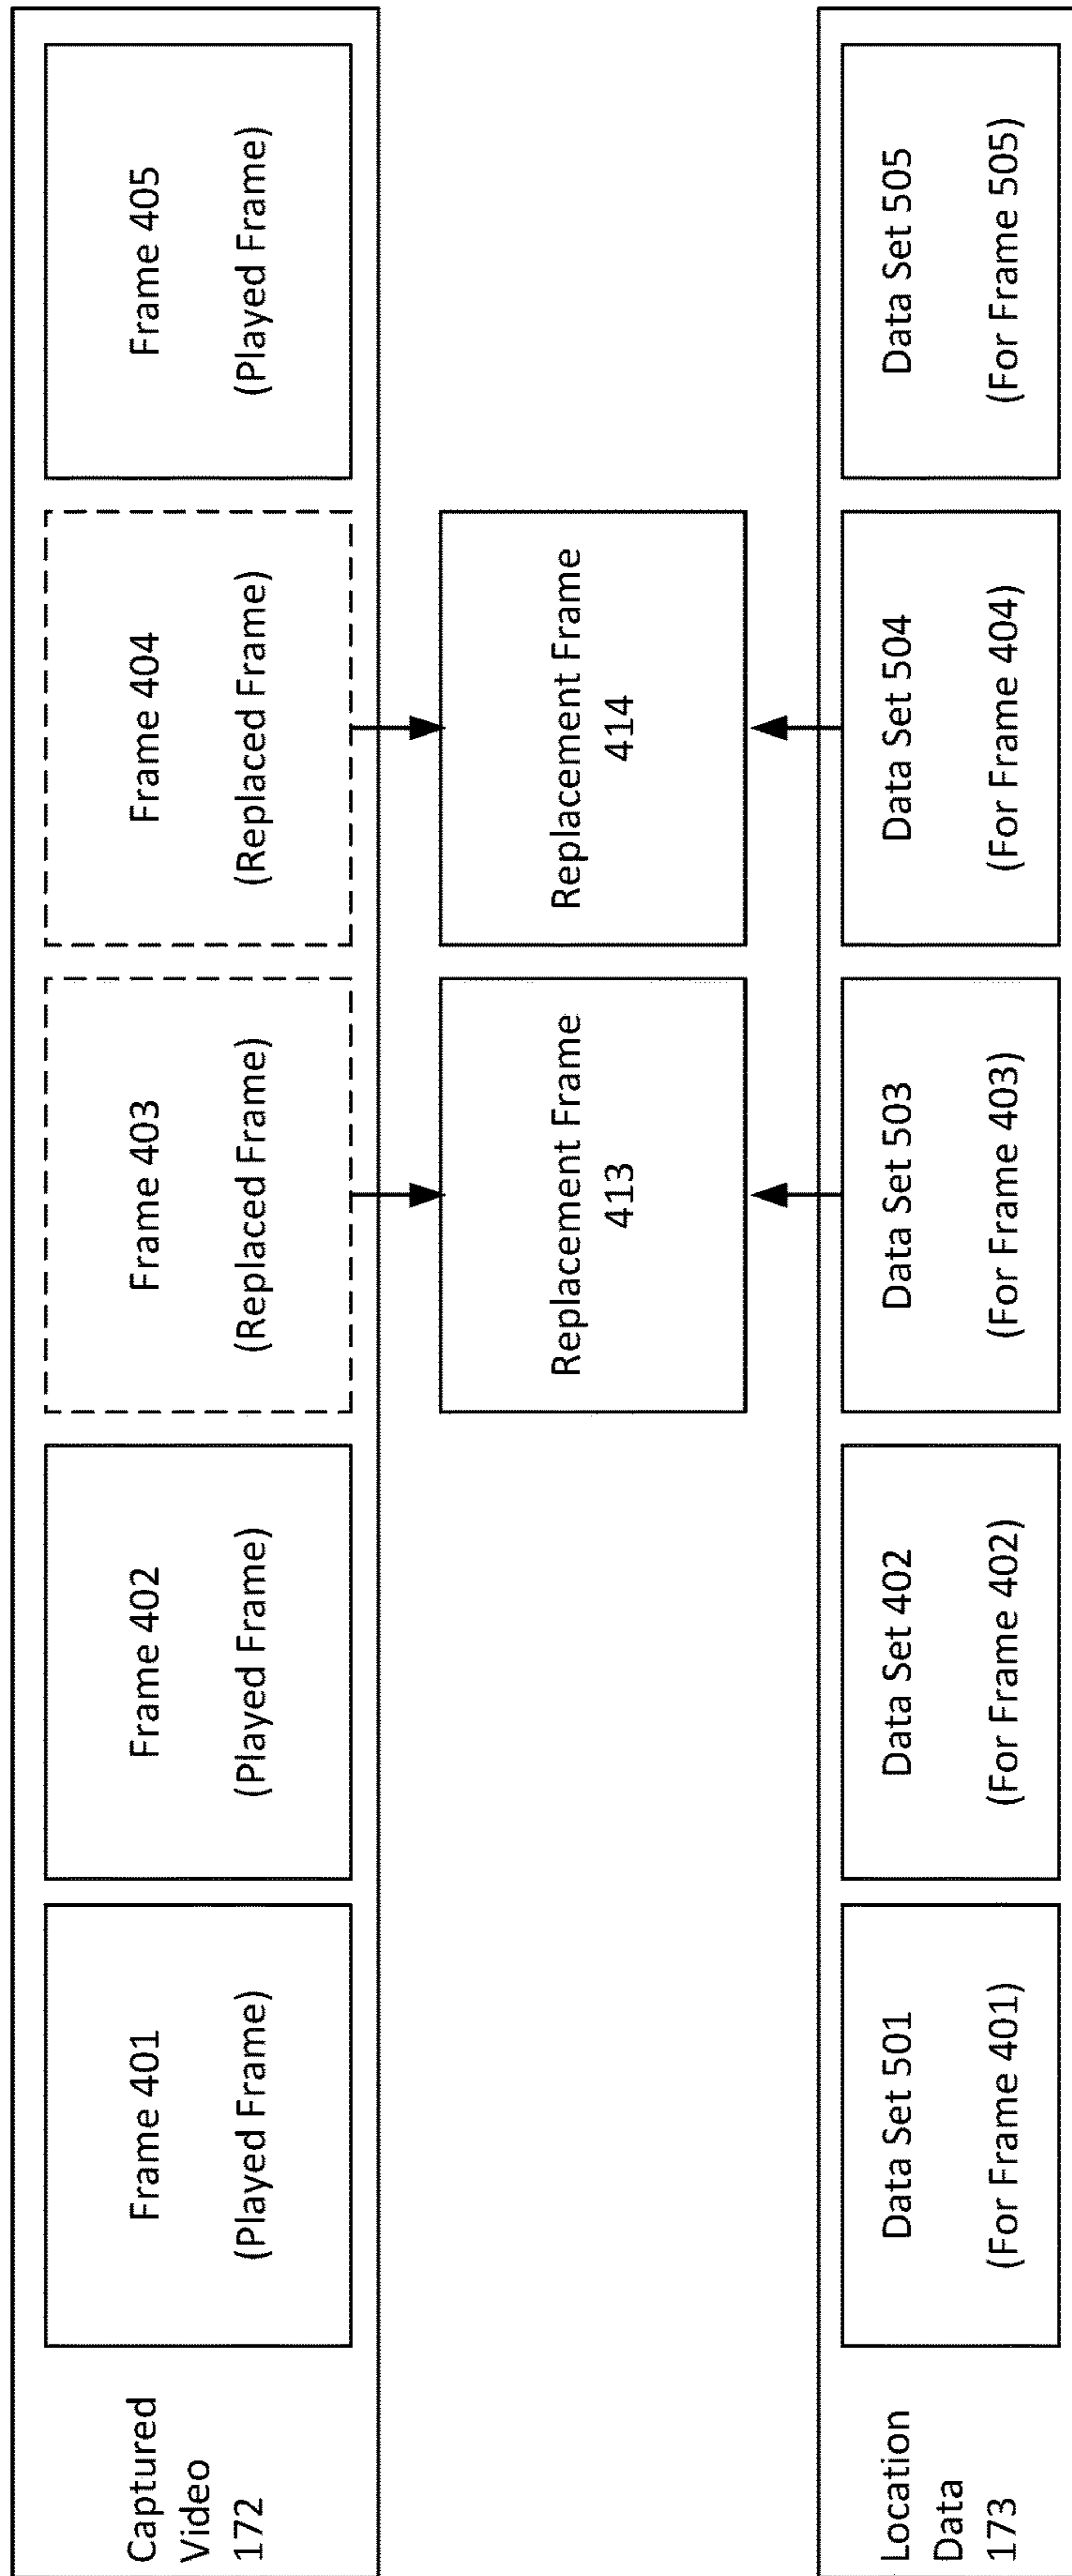 Captured
Video
172
Frame 401
(Played Frame)
Frame 402
(Played Frame)
Frame 403
(Replaced Frame)
Frame 404
(Replaced Frame)
Frame 405
(Played Frame)
Replacement Frame
413
Replacement Frame
414
Location
Data
173
Data Set 501
(For Frame 401)
Data Set 402
(For Frame 402)
Data Set 503
(For Frame 403)
Data Set 504
(For Frame 404)
Data Set 505
(For Frame 505)